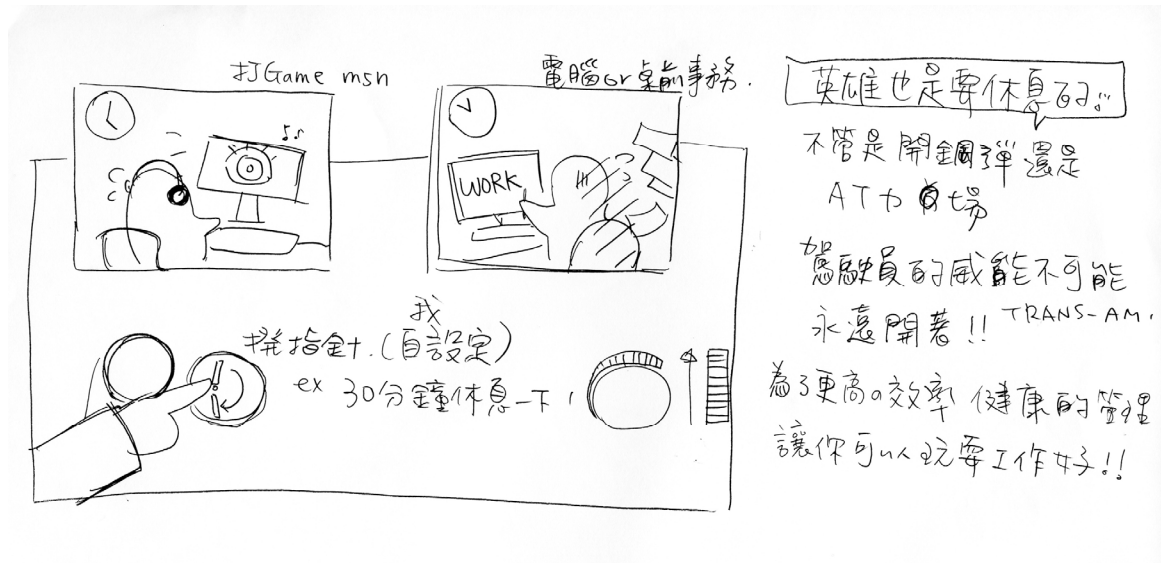 打Game msn
電腦or桌前事務.
WORK
我
撥指針.(自設定)
ex 30分鐘休息一下!
英雄也是要休息的!!
不管是開鋼彈還是
AT力場
駕駛員的威能不可能
永遠開著!! TRANS-AM.
為了更高的效率 健康的管理
讓你可以玩耍工作好!!